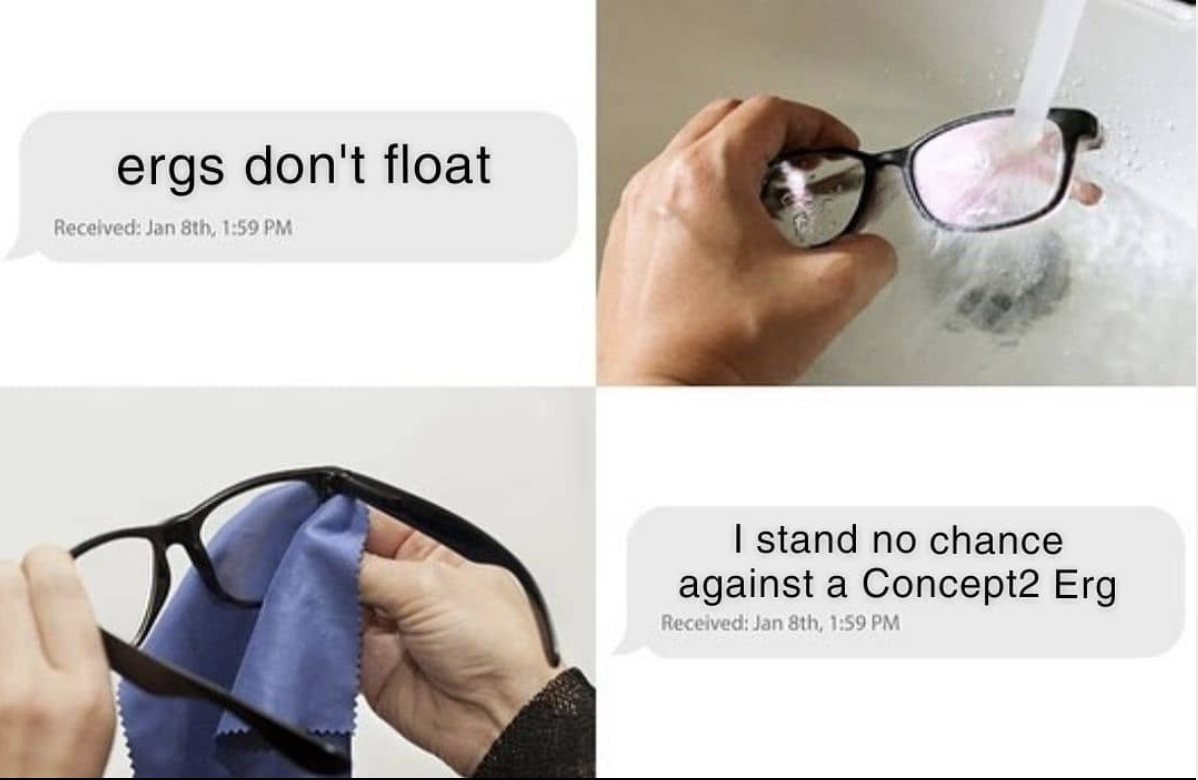 ergs don't float
Received: Jan 8th, 1:59 PM
I stand no chance
against a Concept2 Erg
Received: Jan 8th, 1:59 PM